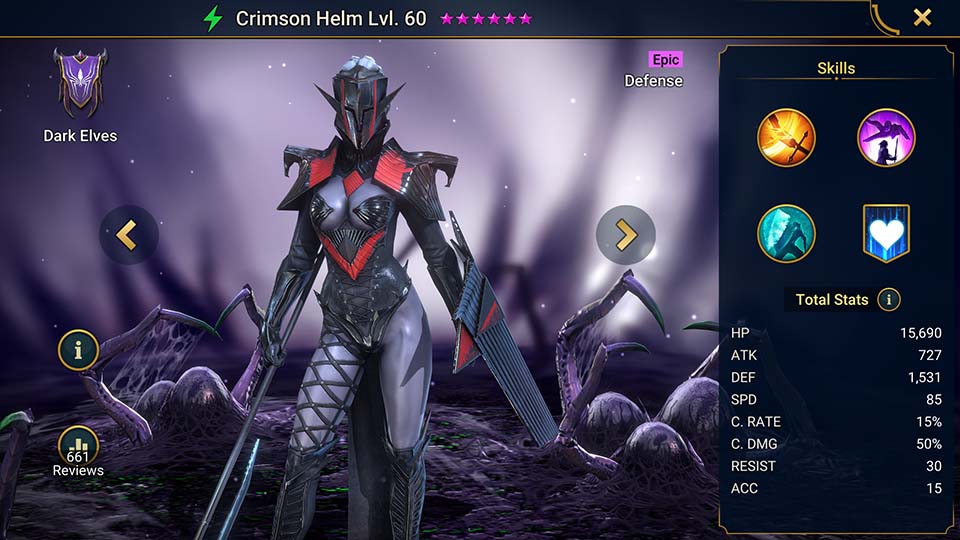 Crimson Helm Lvl. 60
Dark Elves
Epic
Defense
661
Reviews
Skills
Total Stats
HP 15,690
ATK 727
DEF 1,531
SPD 85
C. RATE 15%
C. DMG 50%
RESIST 30
ACC 15